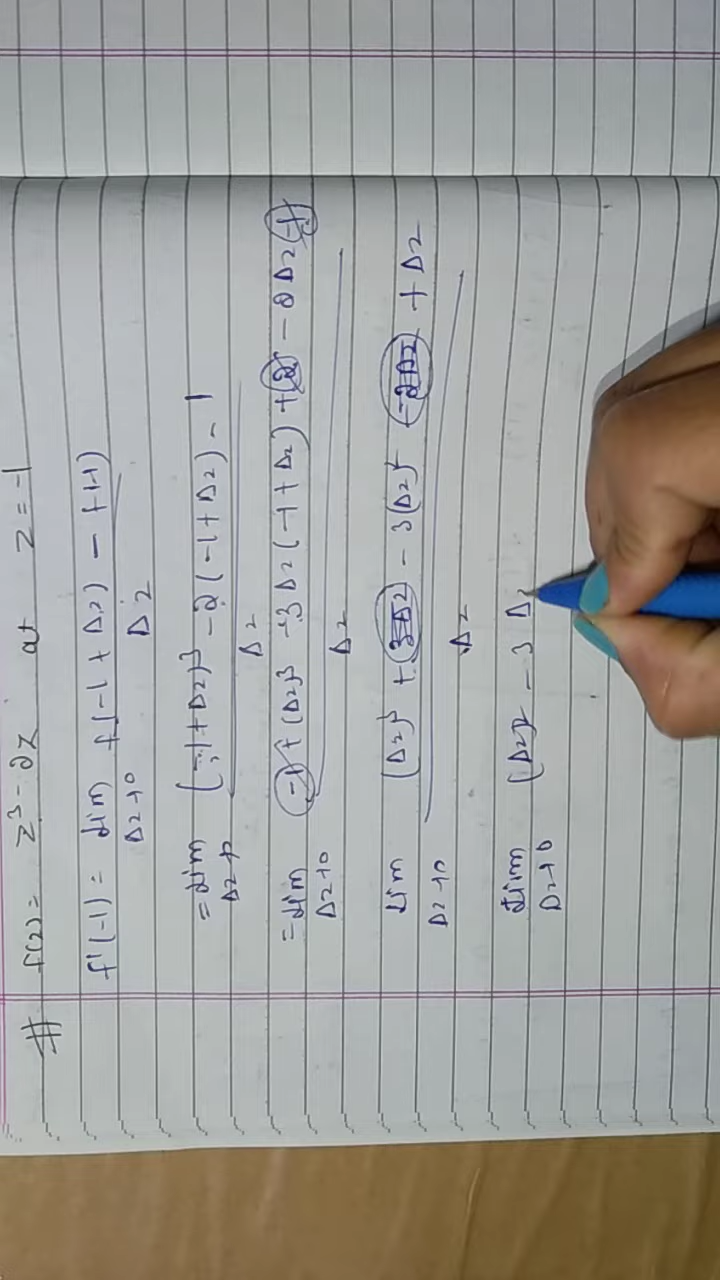 # f(z) = z³ - 2z at z = -1
f'(-1) = lim f(-1 + Δz) - f(-1)
Δz→0 Δz
= lim (-1 + Δz)³ - 2(-1 + Δz) - 1
Δz→0 Δz
= lim -1 + (Δz)³ - 3Δz(-1 + Δz) + 2 - 2Δz - 1
Δz→0 Δz
lim (Δz)³ + 3Δz - 3(Δz)² - 2Δz + Δz
Δz→0 Δz
lim (Δz)² - 3Δz
Δz→0